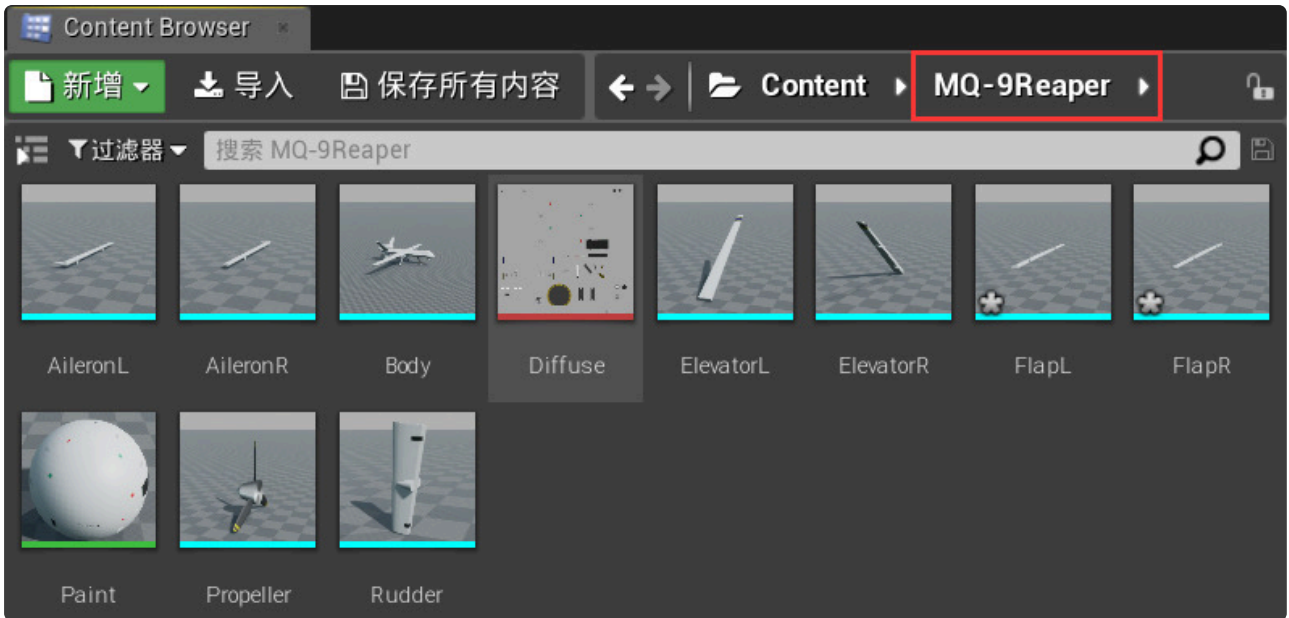 Content Browser
新增 导入 保存所有内容 Content MQ-9Reaper
过滤器 搜索 MQ-9Reaper
AileronL AileronR Body Diffuse ElevatorL ElevatorR FlapL FlapR
Paint Propeller Rudder